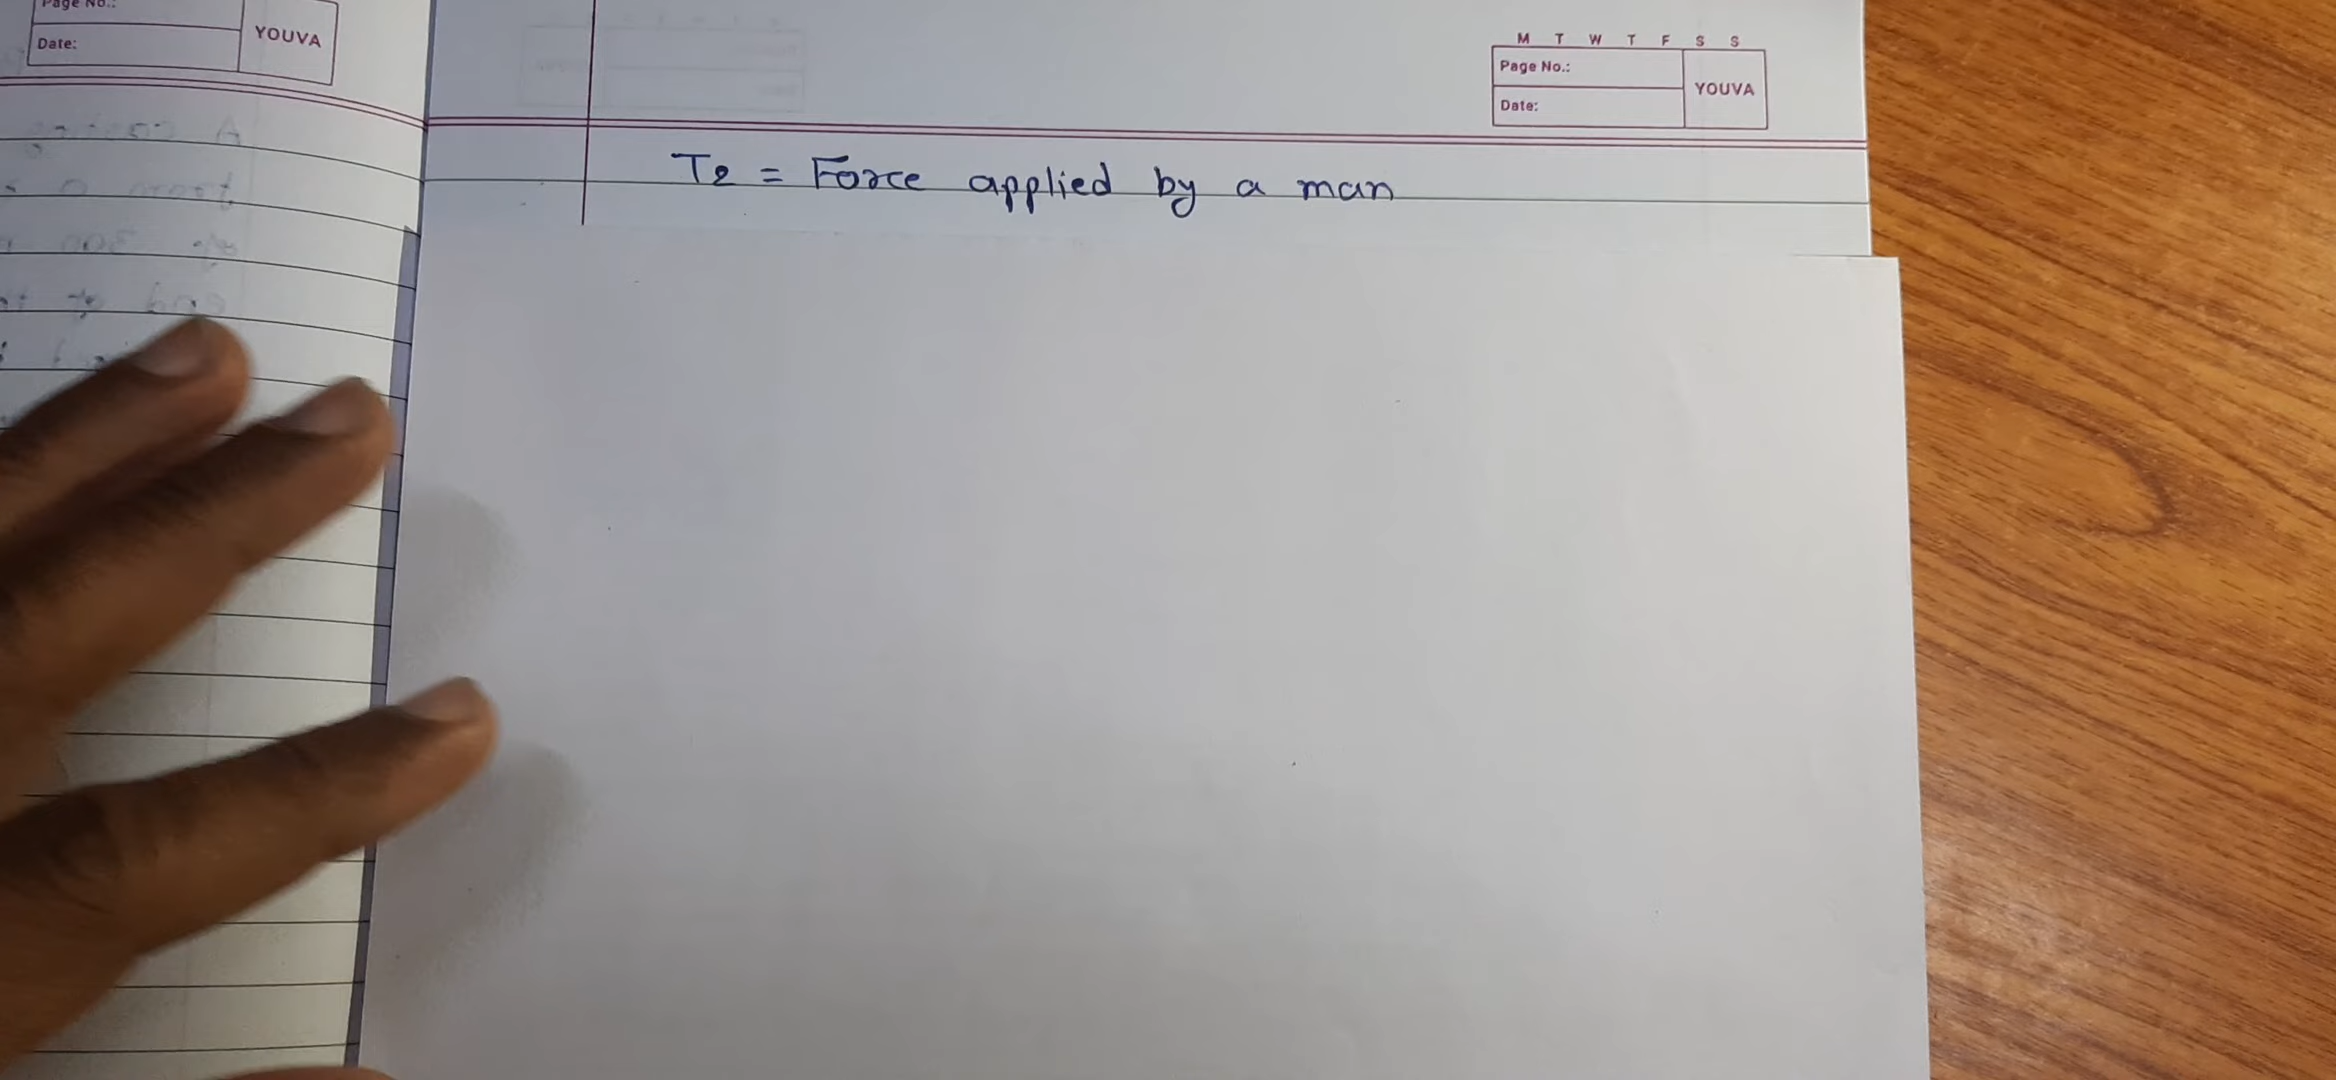 Page No.:
Date:
YOUVA
M T W T F S S
Page No.:
Date:
YOUVA
T2 = Force applied by a man